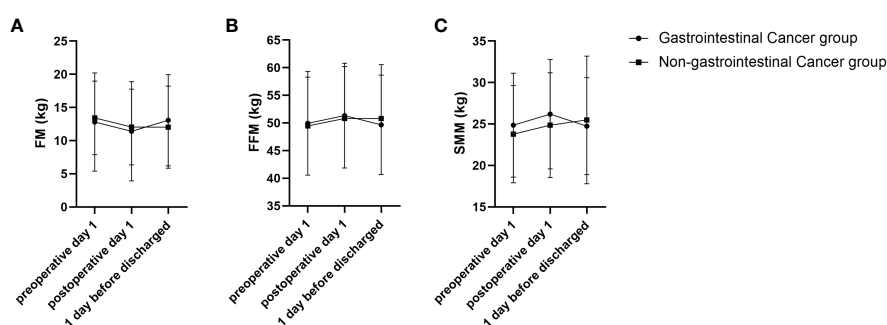 A
FM (kg)
25
20
15
10
5
0
preoperative day 1
postoperative day 1
1 day before discharged
B
FFM (kg)
65
60
55
50
45
40
35
preoperative day 1
postoperative day 1
1 day before discharged
C
SMM (kg)
35
30
25
20
15
preoperative day 1
postoperative day 1
1 day before discharged
Gastrointestinal Cancer group
Non-gastrointestinal Cancer group